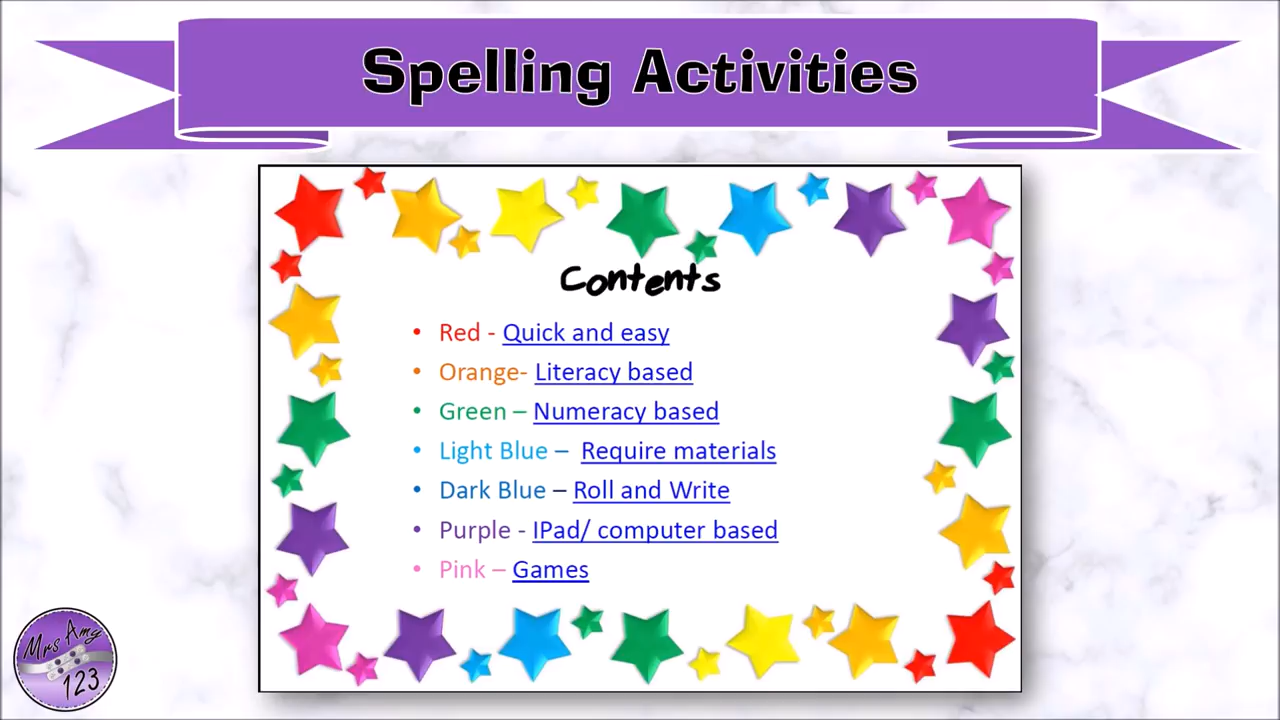 Spelling Activities
Contents
• Red - Quick and easy
• Orange- Literacy based
• Green – Numeracy based
• Light Blue – Require materials
• Dark Blue – Roll and Write
• Purple - IPad/ computer based
• Pink – Games
Mrs Amy
123